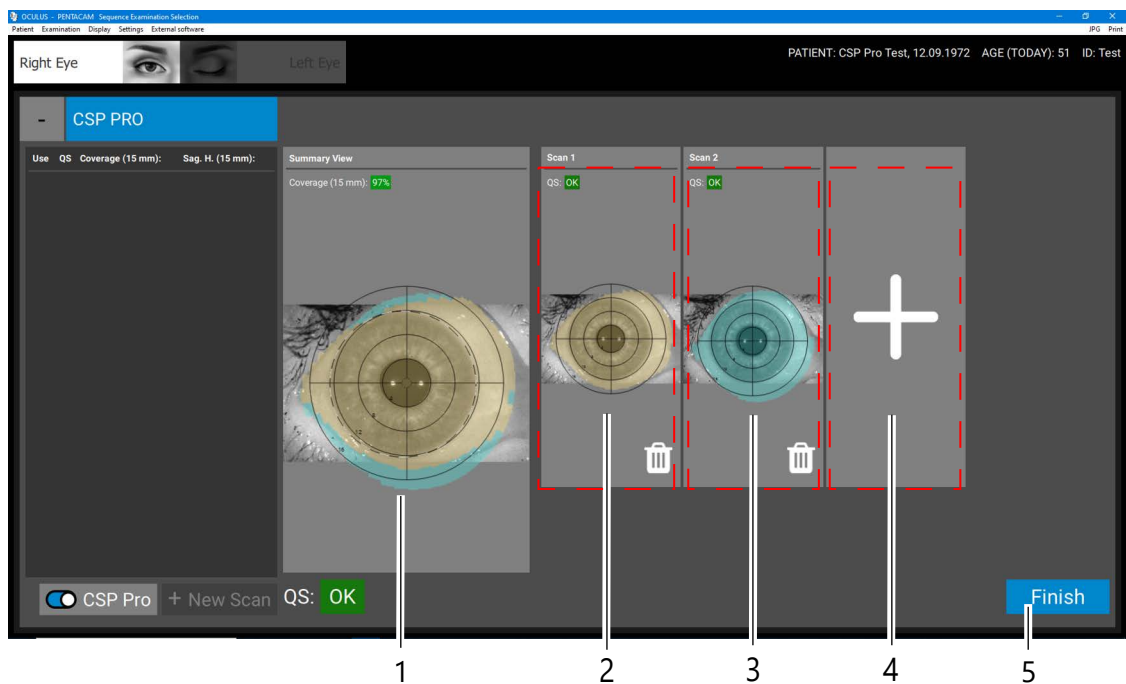 OCULUS - PENTACAM Sequence Examination Selection
Patient Examination Display Settings External software JPG Print
Right Eye
Left Eye
PATIENT: CSP Pro Test, 12.09.1972 AGE (TODAY): 51 ID: Test
- CSP PRO
Use QS Coverage (15 mm): Sag. H. (15 mm):
Summary View
Coverage (15 mm): 97%
12
16
Scan 1
QS: OK
Scan 2
QS: OK
CSP Pro
+ New Scan
QS: OK
Finish
1 2 3 4 5